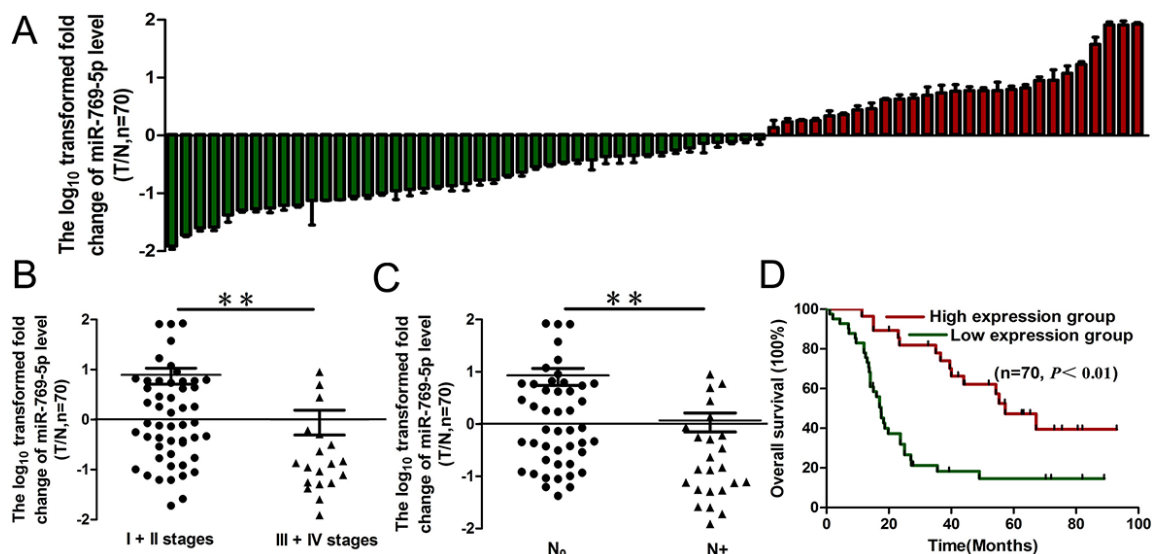 A
The log10 transformed fold
change of miR-769-5p level
(T/N,n=70)
2
1
0
-1
-2
B
The log10 transformed fold
change of miR-769-5p level
(T/N,n=70)
2
1
0
-1
-2
**
I + II stages
III + IV stages
C
The log10 transformed fold
change of miR-769-5p level
(T/N,n=70)
2
1
0
-1
-2
**
N0
N+
D
Overall survival (100%)
100
80
60
40
20
0
High expression group
Low expression group
(n=70, P< 0.01)
0
20
40
60
80
100
Time(Months)